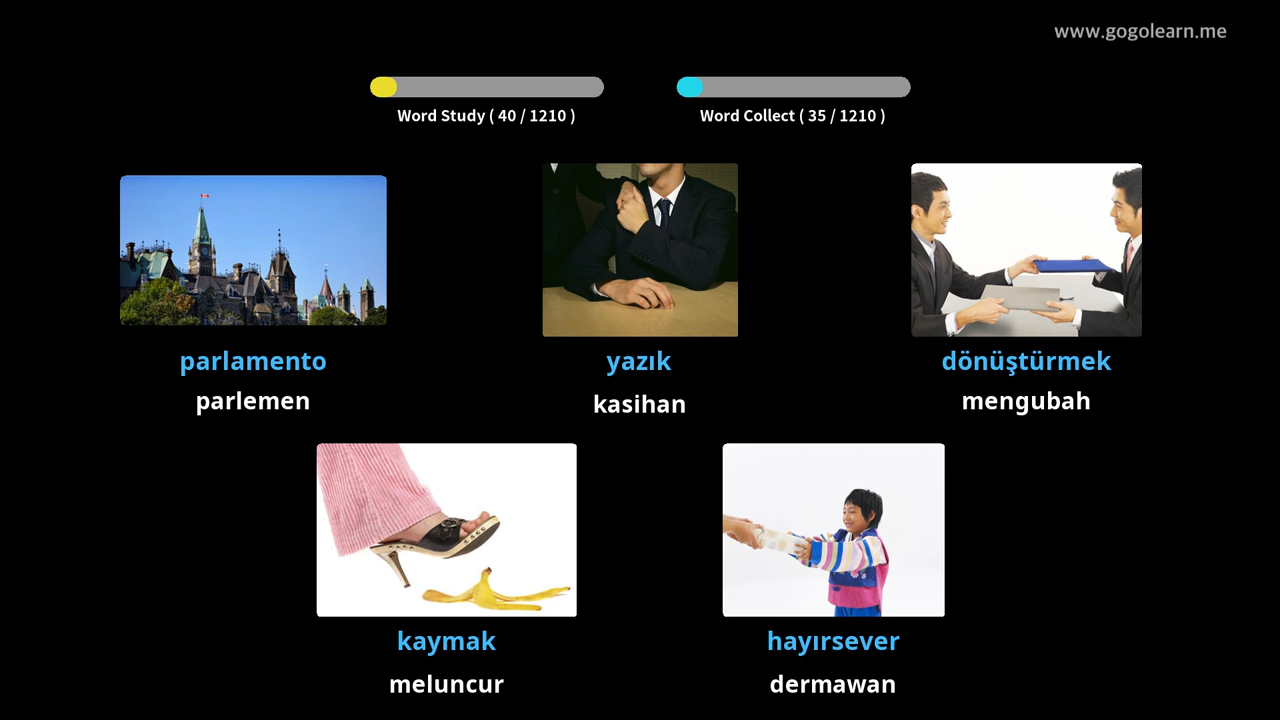 www.gogolearn.me
Word Study ( 40 / 1210 )
Word Collect ( 35 / 1210 )
parlamento
parlemen
yazık
kasihan
dönüştürmek
mengubah
kaymak
meluncur
hayırsever
dermawan